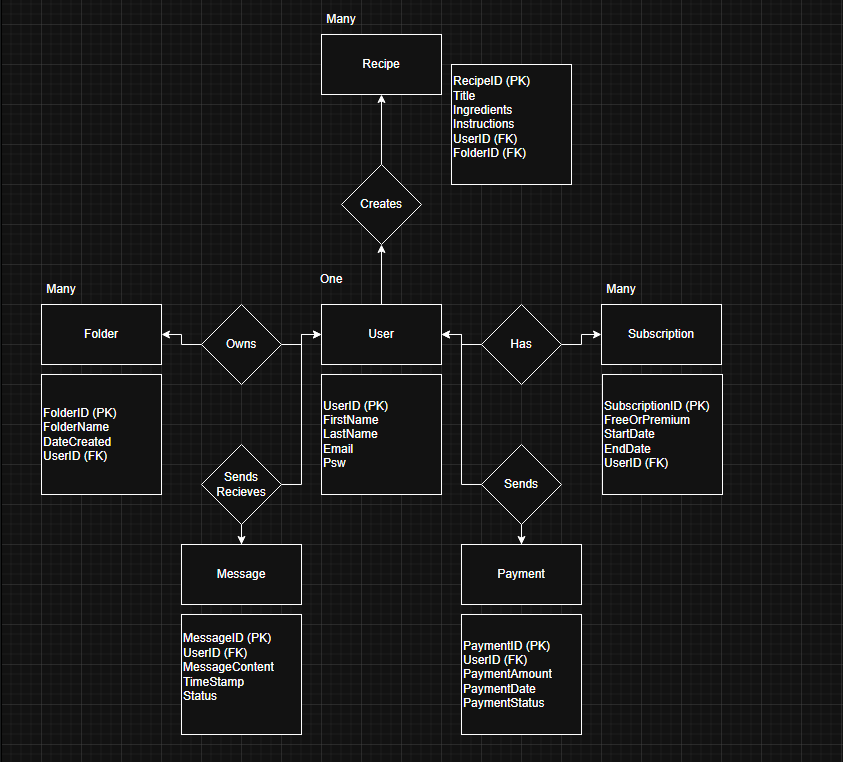 Many
Recipe
RecipeID (PK)
Title
Ingredients
Instructions
UserID (FK)
FolderID (FK)
Creates
One
Many
Many
Folder
Owns
User
Has
Subscription
FolderID (PK)
FolderName
DateCreated
UserID (FK)
UserID (PK)
FirstName
LastName
Email
Psw
SubscriptionID (PK)
FreeOrPremium
StartDate
EndDate
UserID (FK)
Sends
Recieves
Sends
Message
Payment
MessageID (PK)
UserID (FK)
MessageContent
TimeStamp
Status
PaymentID (PK)
UserID (FK)
PaymentAmount
PaymentDate
PaymentStatus